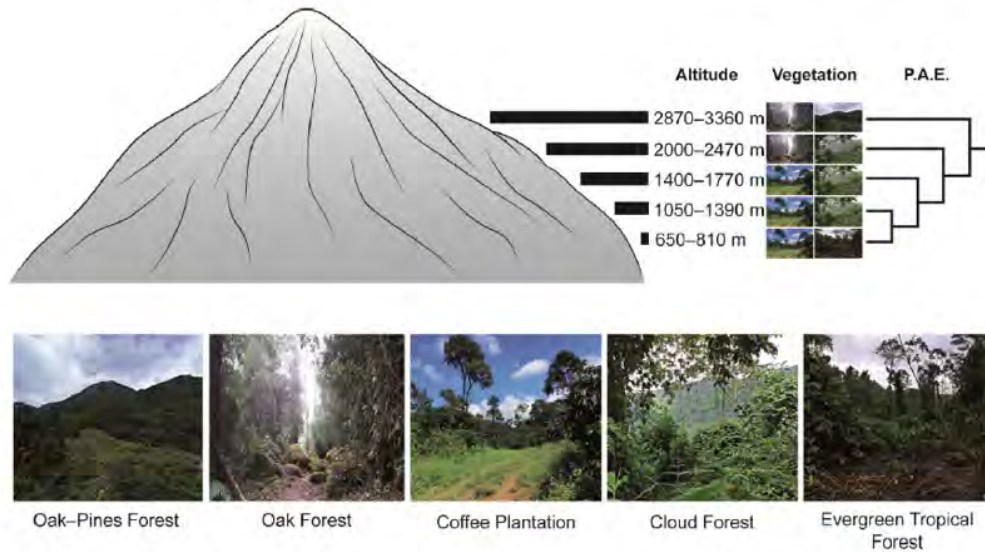 Altitude Vegetation P.A.E.
2870–3360 m
2000–2470 m
1400–1770 m
1050–1390 m
650–810 m
Oak–Pines Forest
Oak Forest
Coffee Plantation
Cloud Forest
Evergreen Tropical
Forest